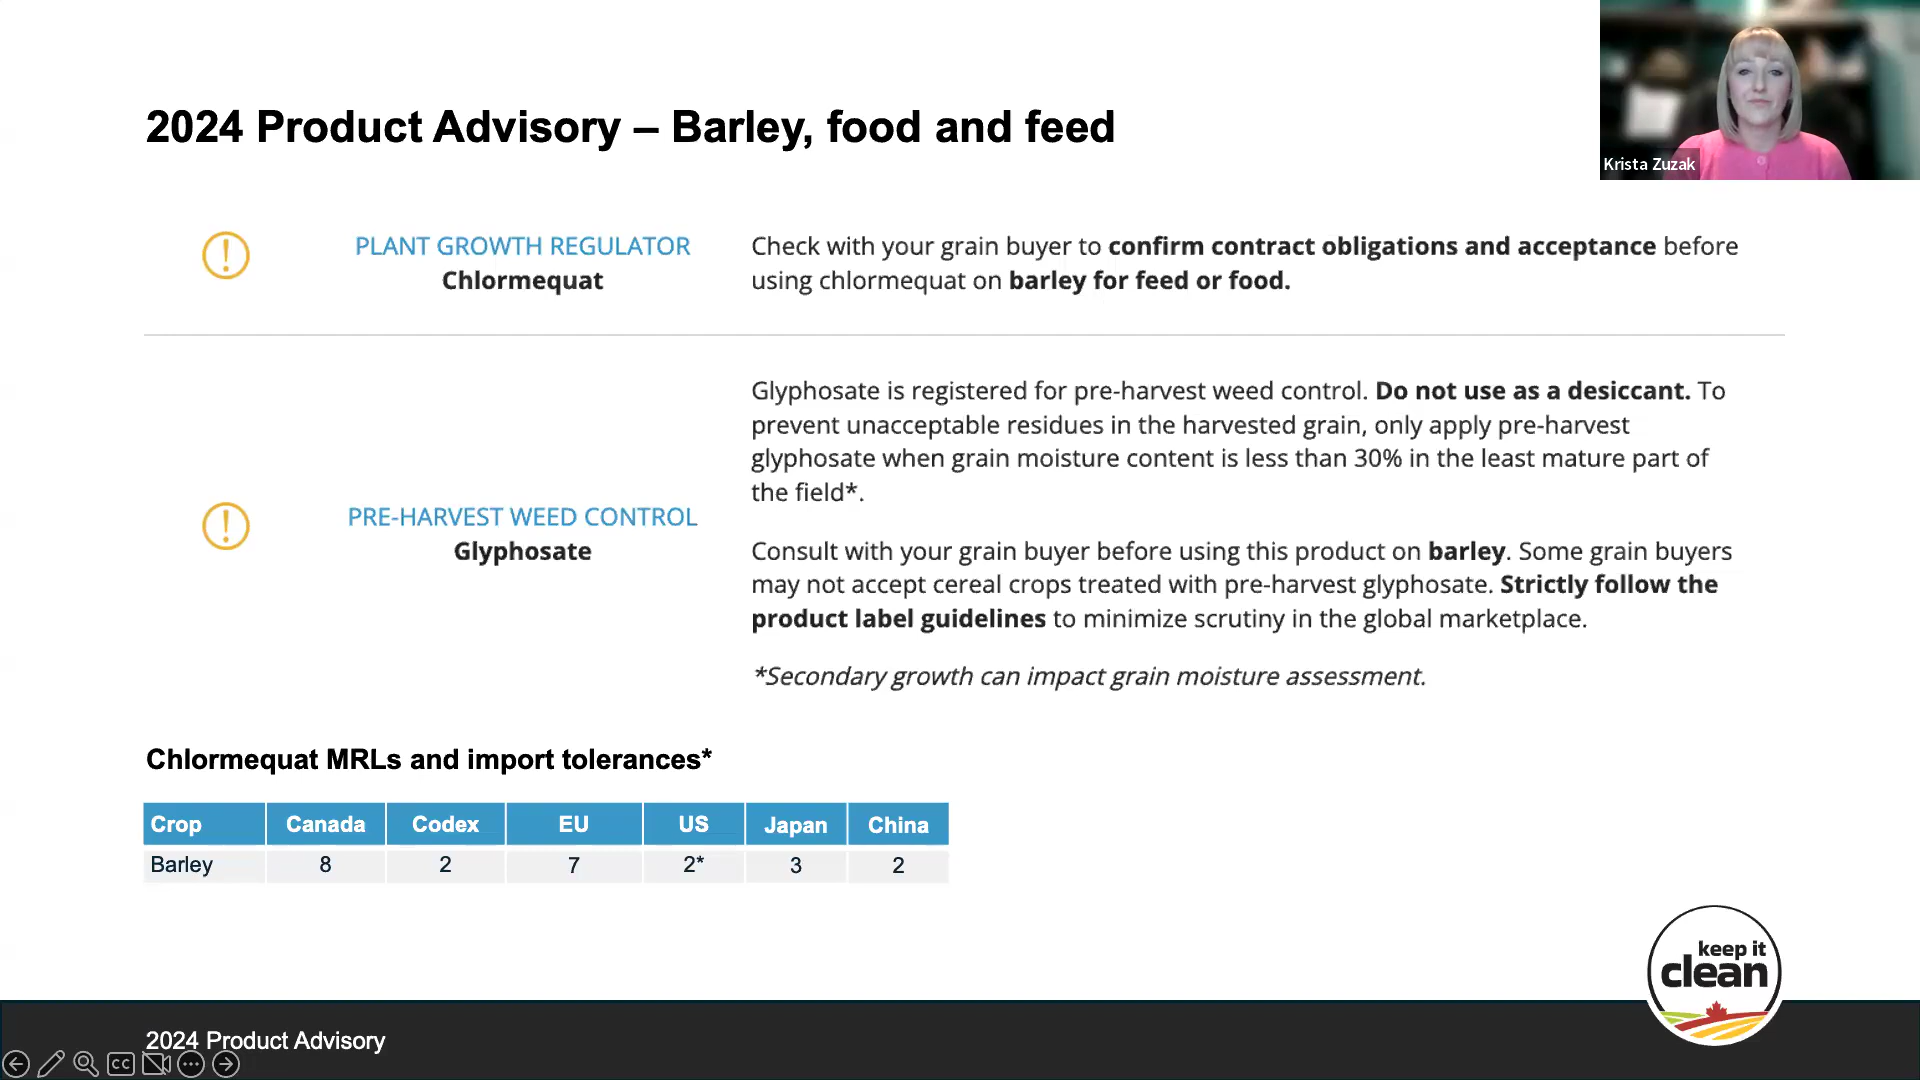 Krista Zuzak
2024 Product Advisory – Barley, food and feed
PLANT GROWTH REGULATOR
Chlormequat
Check with your grain buyer to confirm contract obligations and acceptance before
using chlormequat on barley for feed or food.
PRE-HARVEST WEED CONTROL
Glyphosate
Glyphosate is registered for pre-harvest weed control. Do not use as a desiccant. To
prevent unacceptable residues in the harvested grain, only apply pre-harvest
glyphosate when grain moisture content is less than 30% in the least mature part of
the field*.
Consult with your grain buyer before using this product on barley. Some grain buyers
may not accept cereal crops treated with pre-harvest glyphosate. Strictly follow the
product label guidelines to minimize scrutiny in the global marketplace.
*Secondary growth can impact grain moisture assessment.
Chlormequat MRLs and import tolerances*
Crop Canada Codex EU US Japan China
Barley 8 2 7 2* 3 2
keep it
clean
2024 Product Advisory
CC